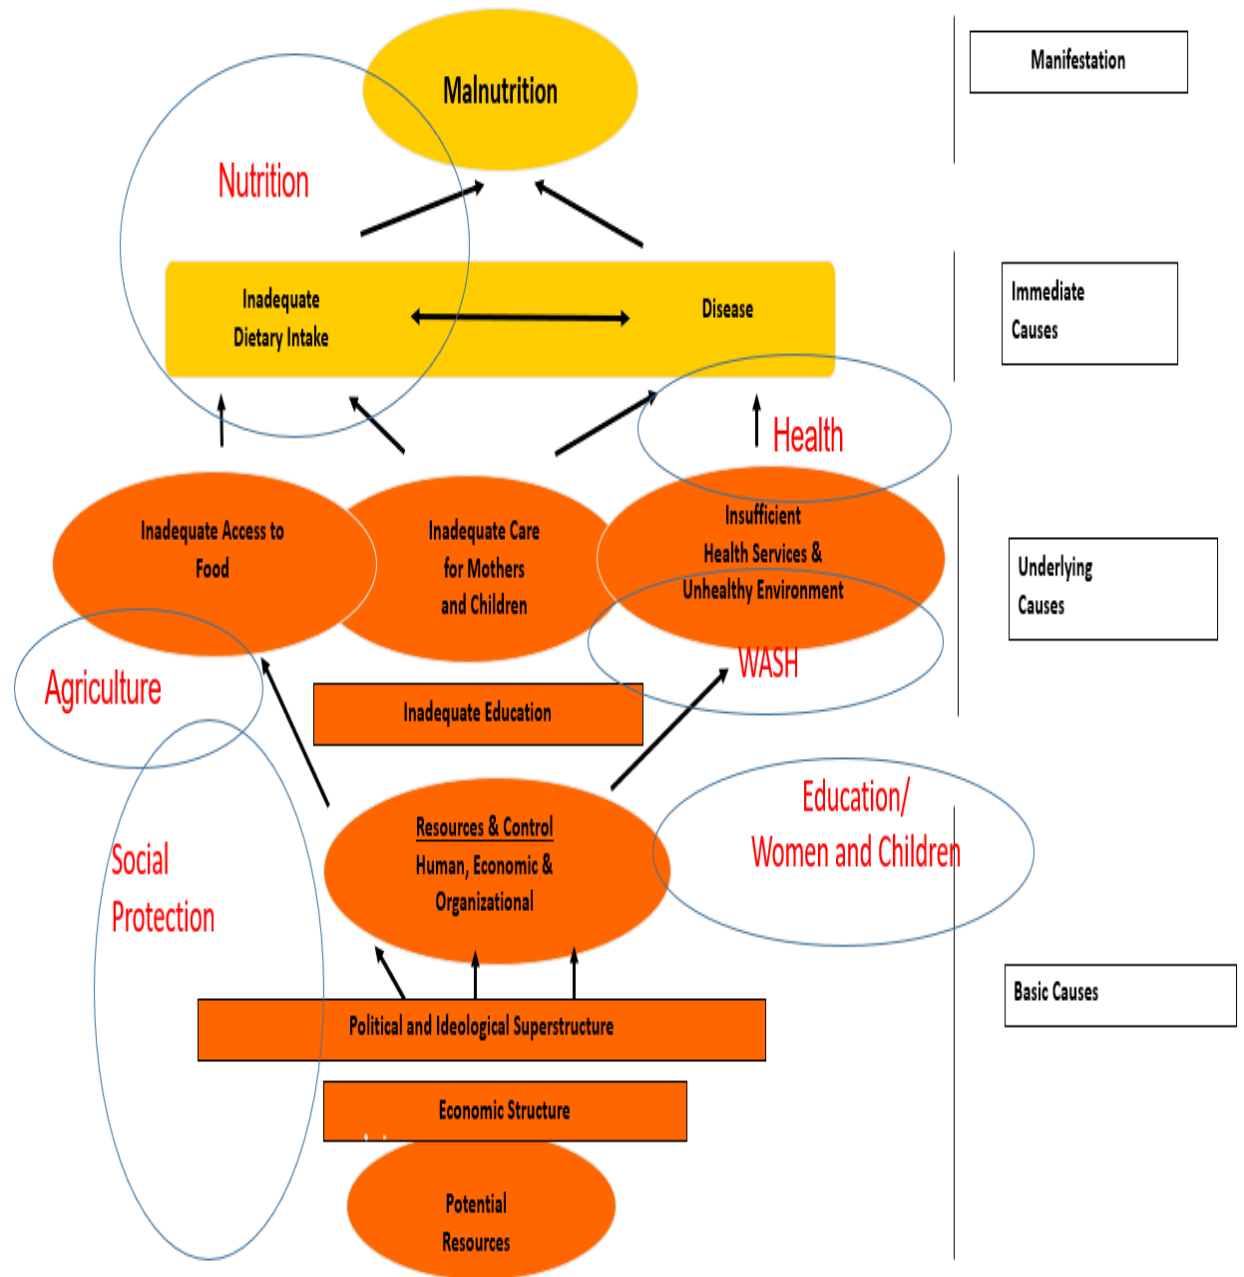 Malnutrition
Manifestation
Nutrition
Inadequate
Dietary Intake
Disease
Immediate
Causes
Health
Inadequate Access to
Food
Inadequate Care
for Mothers
and Children
Insufficient
Health Services &
Unhealthy Environment
Underlying
Causes
WASH
Agriculture
Inadequate Education
Education/
Women and Children
Resources & Control
Human, Economic &
Organizational
Social
Protection
Basic Causes
Political and Ideological Superstructure
Economic Structure
Potential
Resources